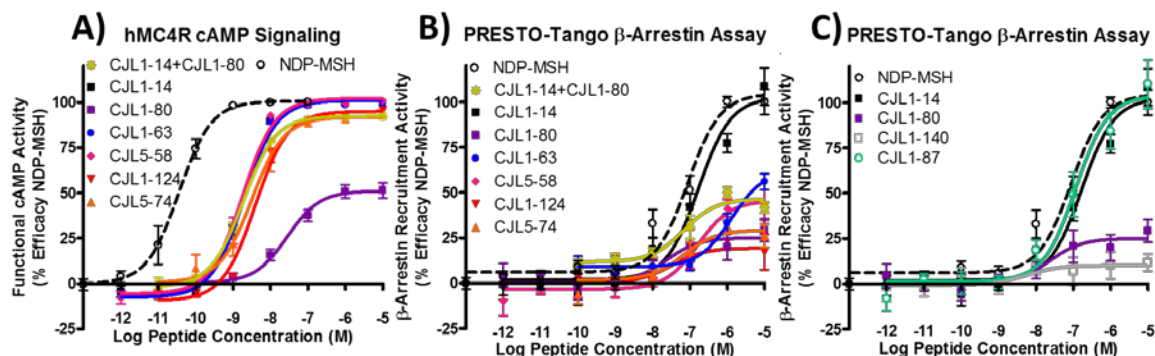 A)
hMC4R cAMP Signaling
CJL1-14+CJL1-80
NDP-MSH
CJL1-14
CJL1-80
CJL1-63
CJL5-58
CJL1-124
CJL5-74
Functional cAMP Activity
(% Efficacy NDP-MSH)
100
75
50
25
0
-25
-12 -11 -10 -9 -8 -7 -6 -5
Log Peptide Concentration (M)
B)
PRESTO-Tango β-Arrestin Assay
NDP-MSH
CJL1-14+CJL1-80
CJL1-14
CJL1-80
CJL1-63
CJL5-58
CJL1-124
CJL5-74
β-Arrestin Recruitment Activity
(% Efficacy NDP-MSH)
100
75
50
25
0
-25
-12 -11 -10 -9 -8 -7 -6 -5
Log Peptide Concentration (M)
C)
PRESTO-Tango β-Arrestin Assay
NDP-MSH
CJL1-14
CJL1-80
CJL1-140
CJL1-87
β-Arrestin Recruitment Activity
(% Efficacy NDP-MSH)
100
75
50
25
0
-25
-12 -11 -10 -9 -8 -7 -6 -5
Log Peptide Concentration (M)